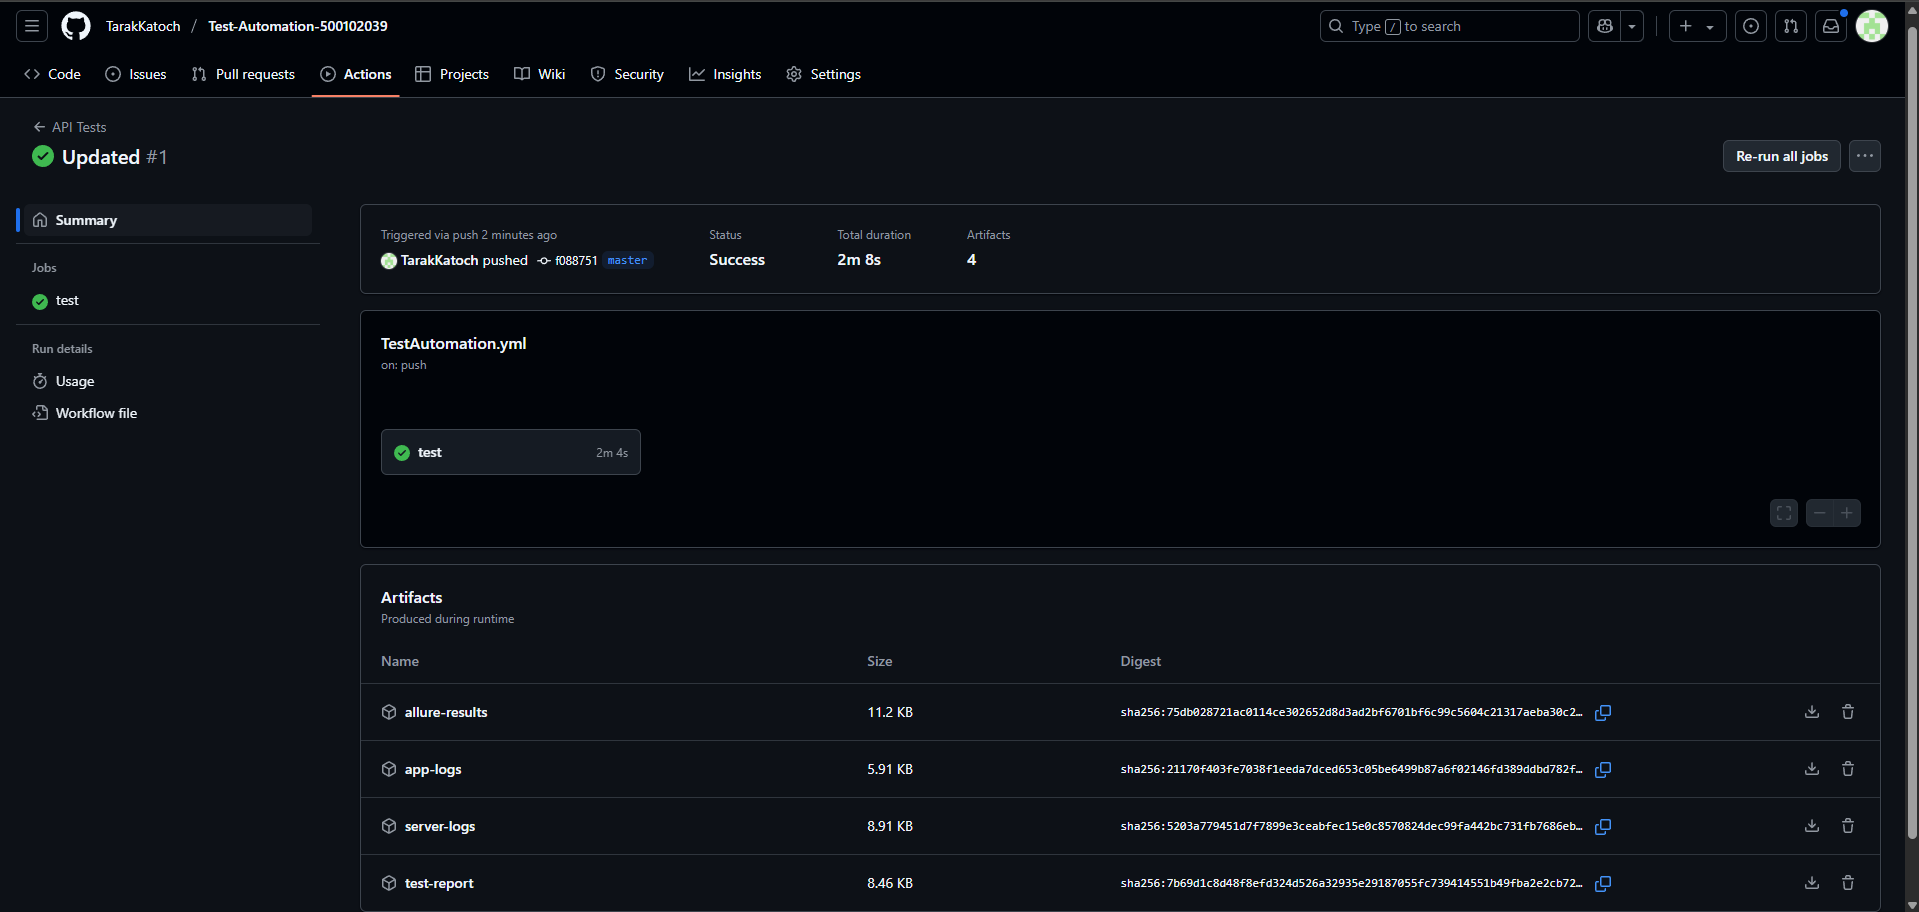 TarakKatoch / Test-Automation-500102039
Type / to search
Code Issues Pull requests Actions Projects Wiki Security Insights Settings
API Tests
Updated #1
Re-run all jobs
Summary
Jobs
test
Run details
Usage
Workflow file
Triggered via push 2 minutes ago
TarakKatoch pushed f088751 master
Status
Success
Total duration
2m 8s
Artifacts
4
TestAutomation.yml
on: push
test 2m 4s
Artifacts
Produced during runtime
Name Size Digest
allure-results 11.2 KB sha256:75db028721ac0114ce302652d8d3ad2bf6701bf6c99c5604c21317aeba30c2…
app-logs 5.91 KB sha256:21170f403fe7038f1eeda7dced653c05be6499b87a6f02146fd389ddbd782f…
server-logs 8.91 KB sha256:5203a779451d7f7899e3ceabfec15e0c8570824dec99fa442bc731fb7686eb…
test-report 8.46 KB sha256:7b69d1c8d48f8efd324d526a32935e29187055fc739414551b49fba2e2cb72…